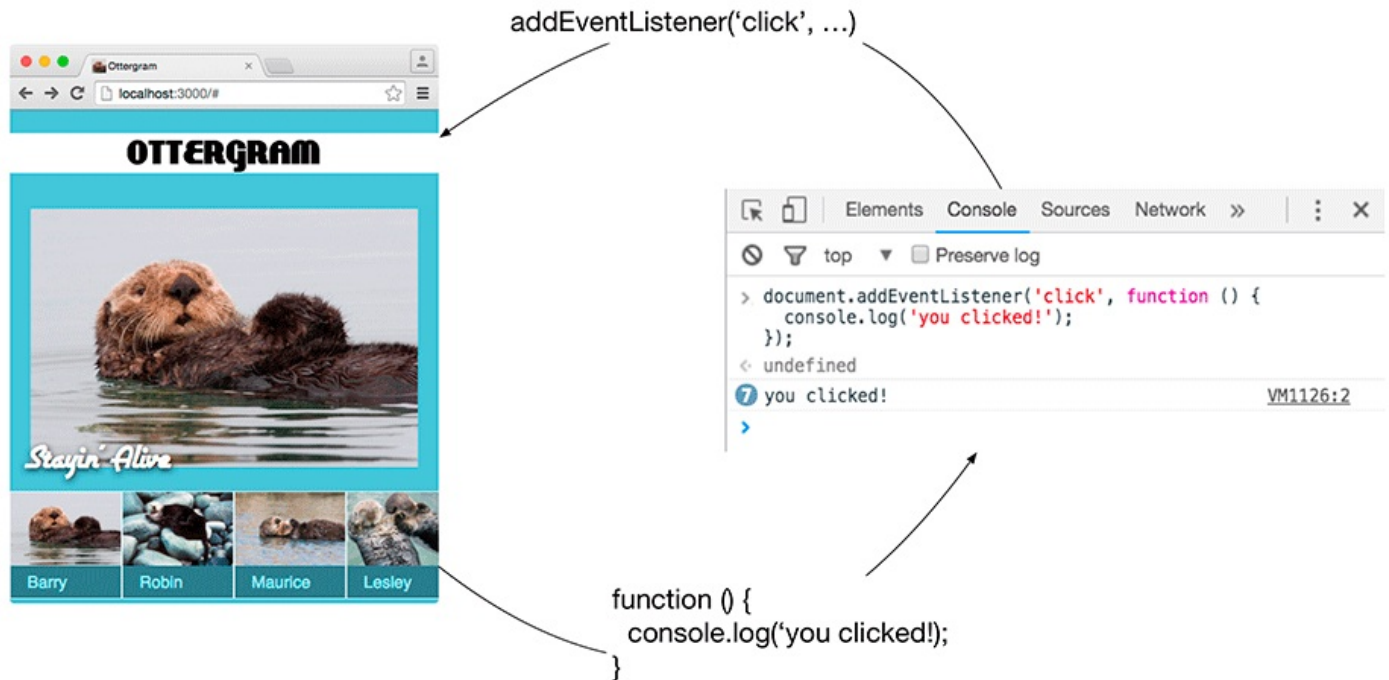 addEventListener(‘click’, …)
Ottergram
localhost:3000/#
OTTERGRAM
Stayin’ Alive
Barry
Robin
Maurice
Lesley
Elements Console Sources Network »
top ▼ Preserve log
> document.addEventListener('click', function () {
console.log('you clicked!');
});
< undefined
7 you clicked! VM1126:2
>
function () {
console.log(‘you clicked!);
}